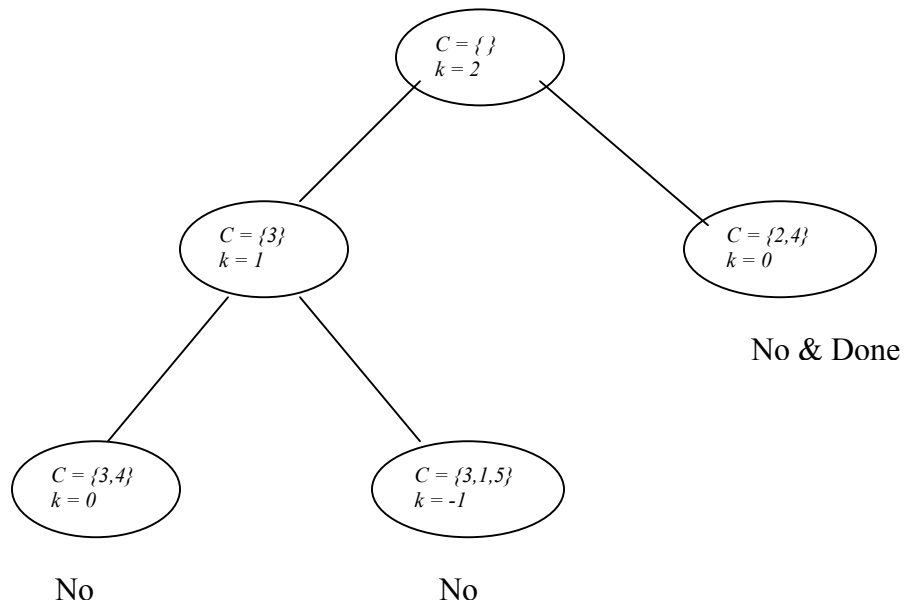 C = { }
k = 2
C = {3}
k = 1
C = {2,4}
k = 0
No & Done
C = {3,4}
k = 0
C = {3,1,5}
k = -1
No
No